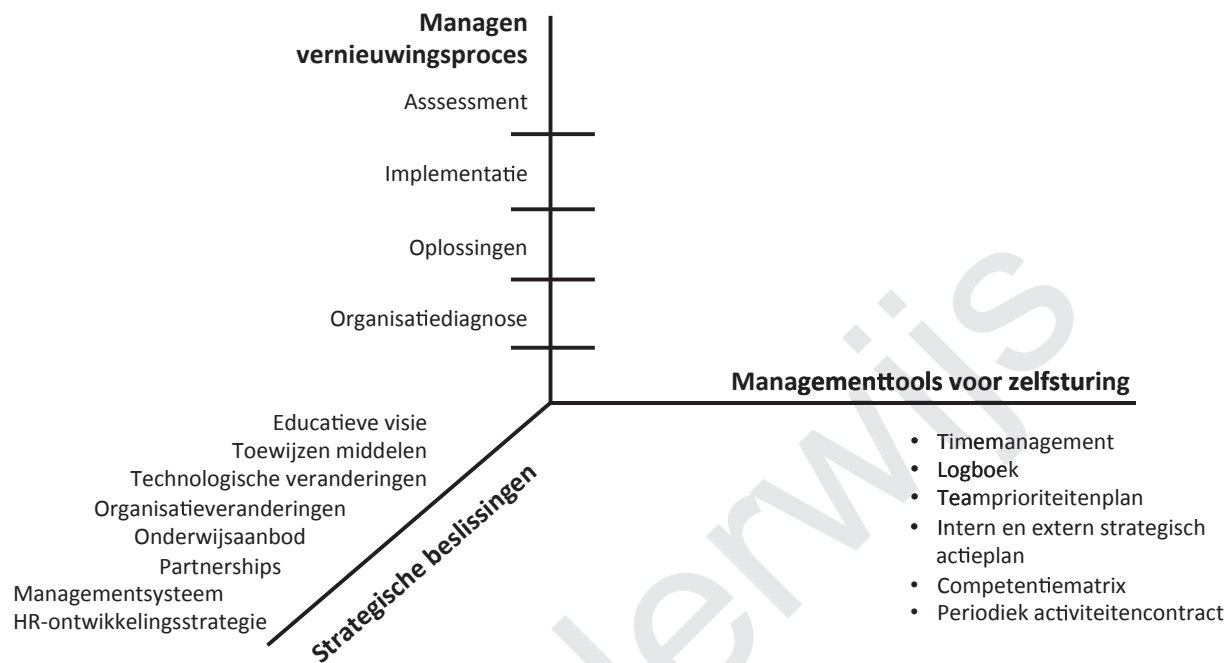 Managen
vernieuwingsproces
Asssessment
Implementatie
Oplossingen
Organisatiediagnose
Managementtools voor zelfsturing
Educatieve visie
Toewijzen middelen
Technologische veranderingen
Organisatieveranderingen
Onderwijsaanbod
Partnerships
Managementsysteem
HR-ontwikkelingsstrategie
Strategische beslissingen
• Timemanagement
• Logboek
• Teamprioriteitenplan
• Intern en extern strategisch
actieplan
• Competentiematrix
• Periodiek activiteitencontract
derwijs